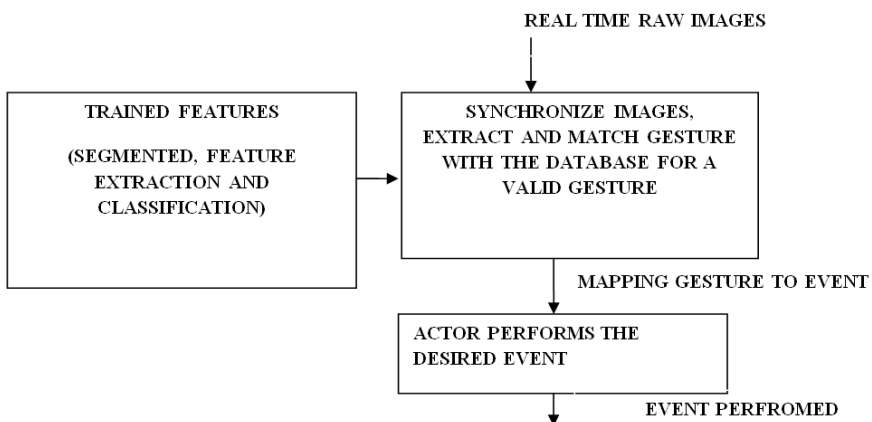 REAL TIME RAW IMAGES
TRAINED FEATURES
(SEGMENTED, FEATURE
EXTRACTION AND
CLASSIFICATION)
SYNCHRONIZE IMAGES,
EXTRACT AND MATCH GESTURE
WITH THE DATABASE FOR A
VALID GESTURE
MAPPING GESTURE TO EVENT
ACTOR PERFORMS THE
DESIRED EVENT
EVENT PERFROMED